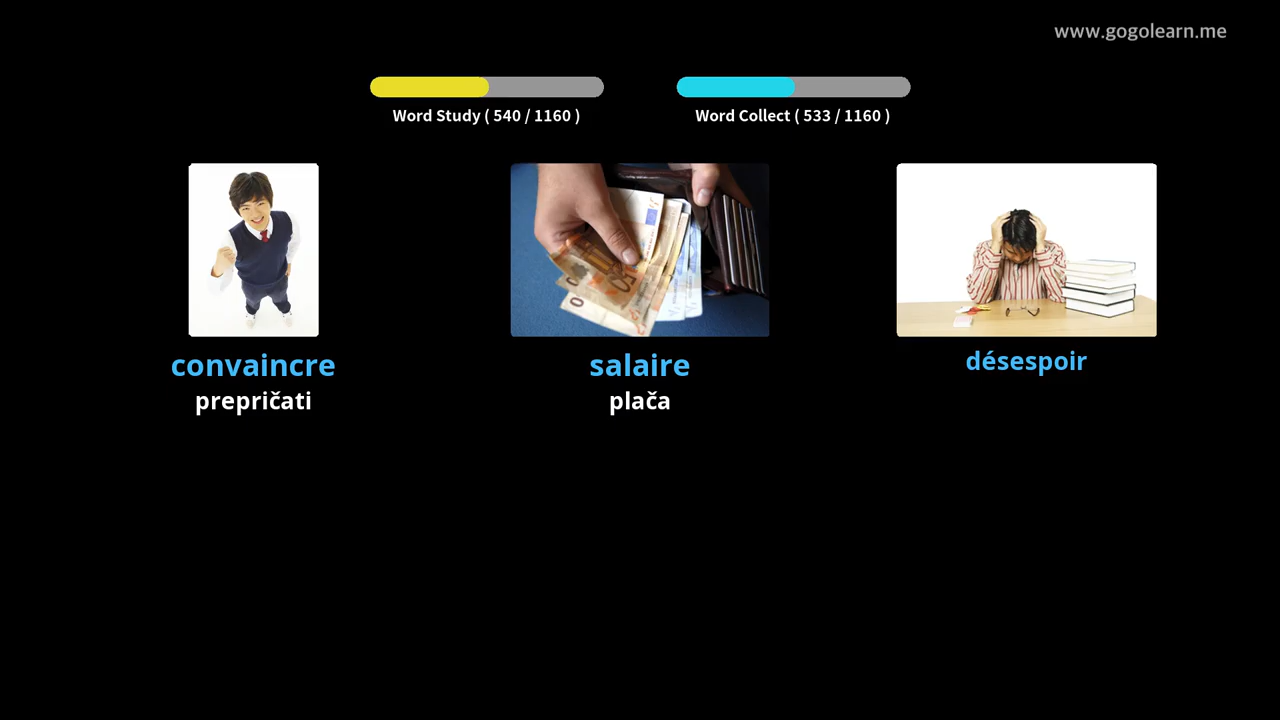 www.gogolearn.me
Word Study ( 540 / 1160 )
Word Collect ( 533 / 1160 )
convaincre
prepričati
salaire
plača
désespoir